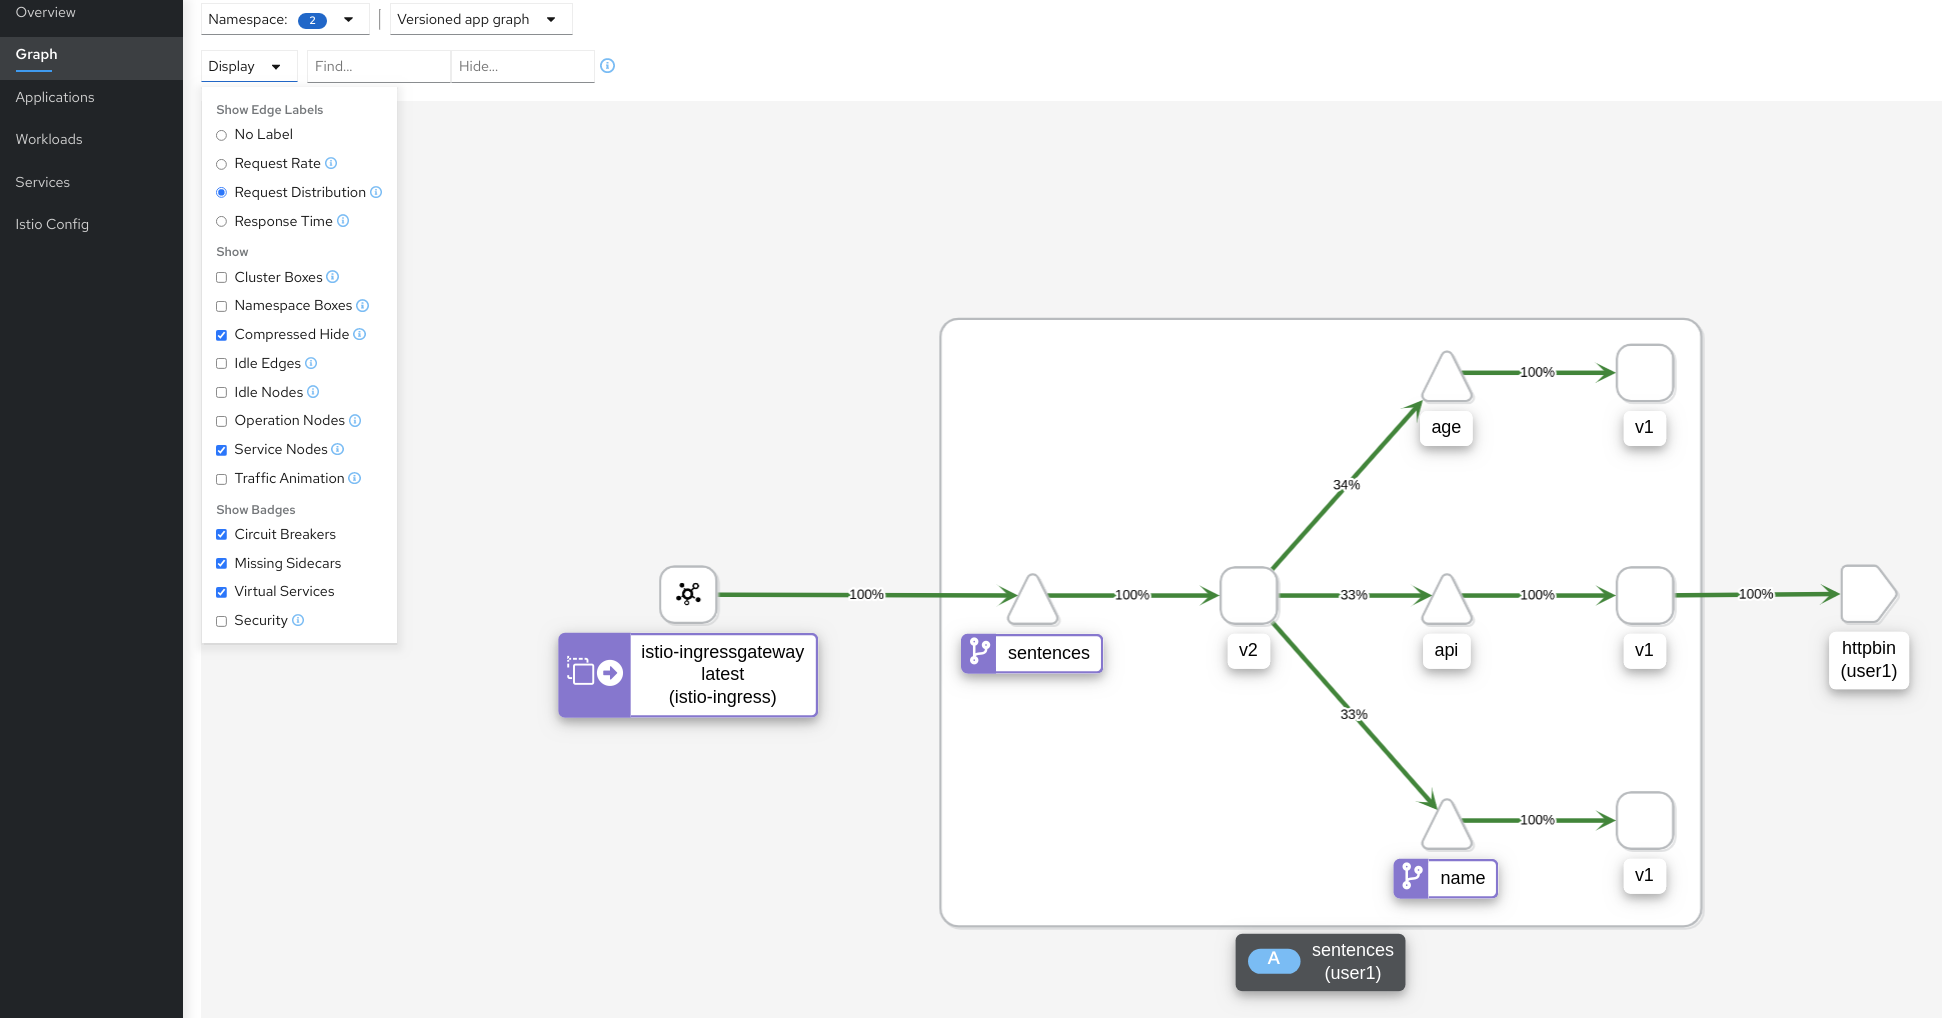 Overview
Graph
Applications
Workloads
Services
Istio Config
Namespace: 2
Versioned app graph
Display
Find...
Hide...
Show Edge Labels
No Label
Request Rate
Request Distribution
Response Time
Show
Cluster Boxes
Namespace Boxes
Compressed Hide
Idle Edges
Idle Nodes
Operation Nodes
Service Nodes
Traffic Animation
Show Badges
Circuit Breakers
Missing Sidecars
Virtual Services
Security
100%
age
v1
34%
100%
100%
33%
100%
100%
istio-ingressgateway
latest
(istio-ingress)
sentences
v2
api
v1
httpbin
(user1)
33%
100%
name
v1
A
sentences
(user1)